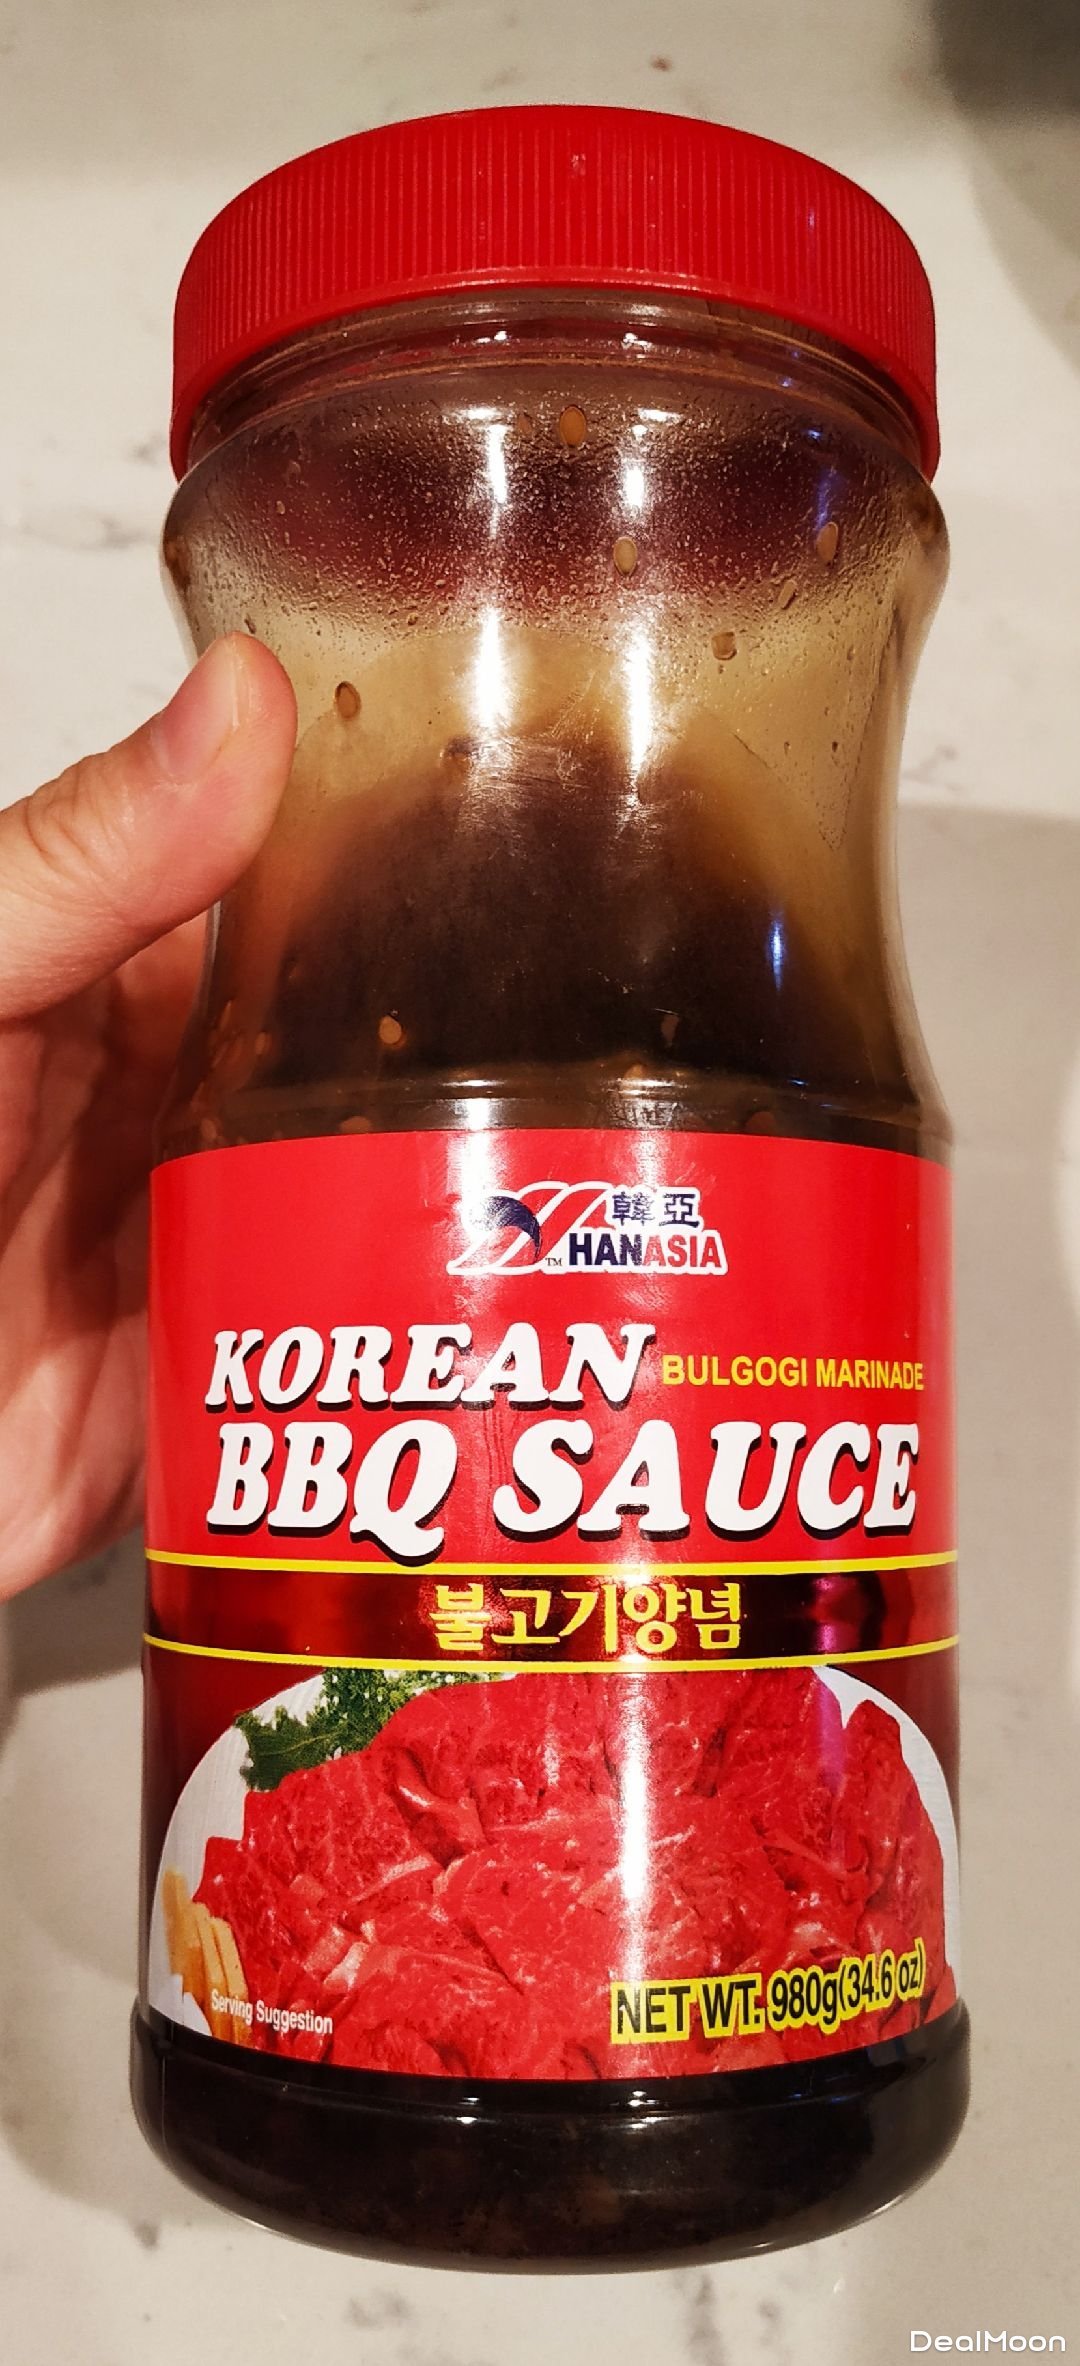 韓亞
™ HANASIA
KOREAN BULGOGI MARINADE
BBQ SAUCE
불고기양념
Serving Suggestion
NET WT. 980g(34.6 oz)
DealMoon